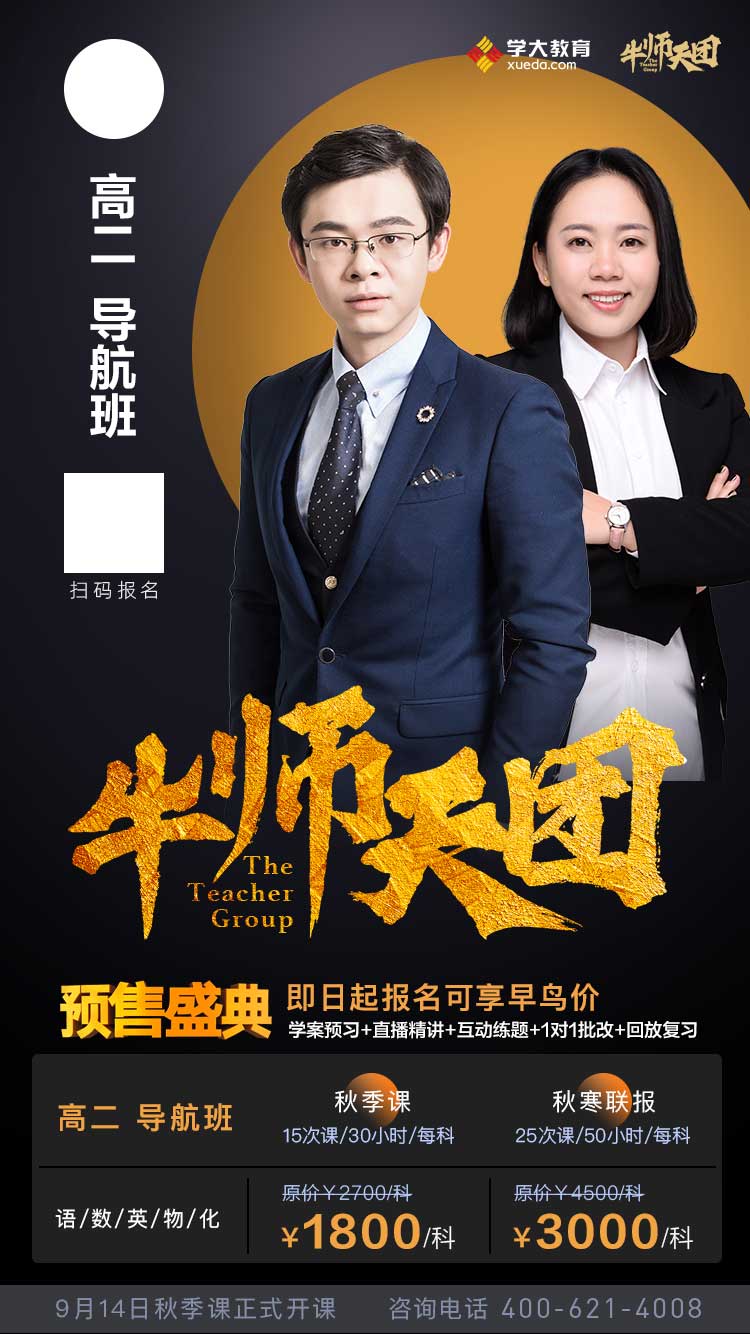 学大教育
xueda.com
牛师天团
The
Teacher
Group
高二 导航班
扫码报名
牛师天团
The
Teacher
Group
预售盛典
即日起报名可享早鸟价
学案预习+直播精讲+互动练题+1对1批改+回放复习
高二 导航班
秋季课
15次课/30小时/每科
秋寒联报
25次课/50小时/每科
语/数/英/物/化
原价¥2700/科
¥1800/科
原价¥4500/科
¥3000/科
9月14日秋季课正式开课 咨询电话 400-621-4008